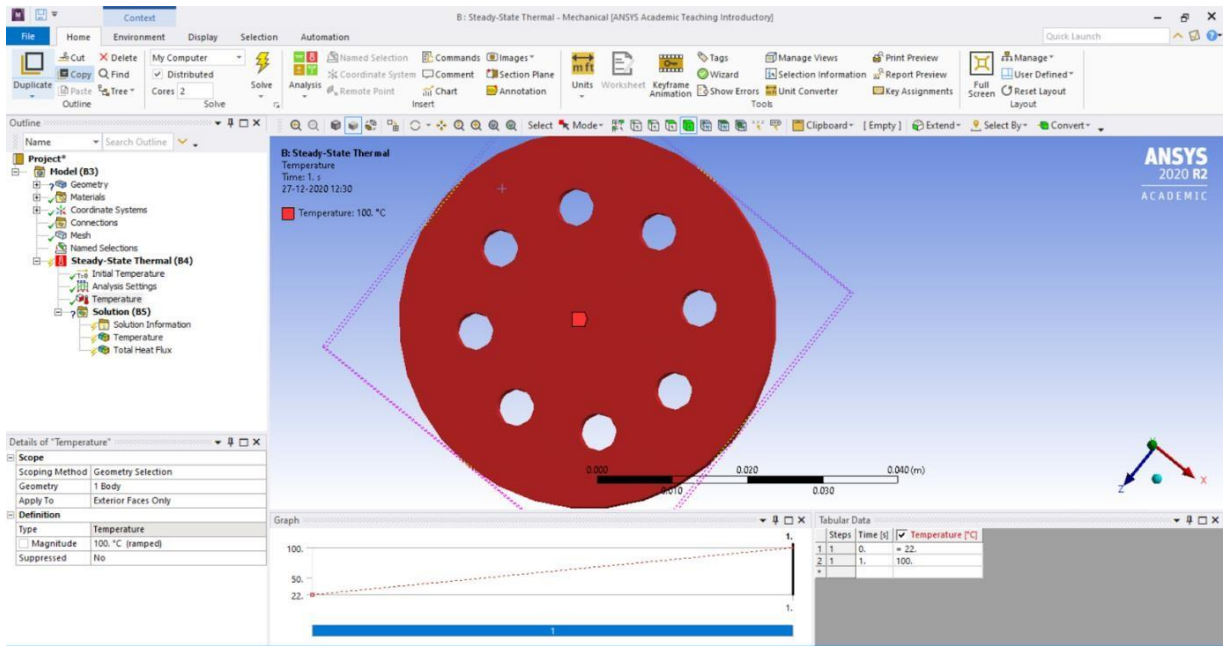 Context
B : Steady-State Thermal - Mechanical [ANSYS Academic Teaching Introductory]
File Home Environment Display Selection Automation
Quick Launch
Duplicate
Cut
Copy
Paste
Delete
Find
Tree
Outline
My Computer
Distributed
Cores 2
Solve
Solve
Analysis
Named Selection
Coordinate System
Remote Point
Commands
Comment
Chart
Images
Section Plane
Annotation
Insert
Units
Worksheet
Keyframe Animation
Tags
Wizard
Show Errors
Manage Views
Selection Information
Unit Converter
Print Preview
Report Preview
Key Assignments
Tools
Full Screen
Manage
User Defined
Reset Layout
Layout
Outline
Name Search Outline
Select Mode Clipboard [ Empty ] Extend Select By Convert
Project*
Model (B3)
Geometry
Materials
Coordinate Systems
Connections
Mesh
Named Selections
Steady-State Thermal (B4)
Initial Temperature
Analysis Settings
Temperature
Solution (B5)
Solution Information
Temperature
Total Heat Flux
B: Steady-State Thermal
Temperature
Time: 1. s
27-12-2020 12:30
Temperature: 100. °C
ANSYS
2020 R2
ACADEMIC
0.000 0.020 0.040 (m)
0.010 0.030
Z X
Details of "Temperature"
Scope
Scoping Method Geometry Selection
Geometry 1 Body
Apply To Exterior Faces Only
Definition
Type Temperature
Magnitude 100. °C (ramped)
Suppressed No
Graph
1.
100.
50.
22.
1.
1
Tabular Data
Steps Time [s] Temperature [°C]
1 1 0. = 22.
2 1 1. 100.
*